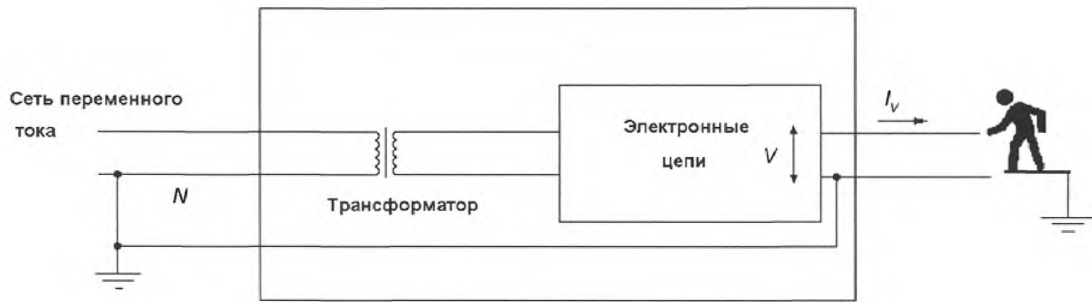 Сеть переменного
тока
N
Трансформатор
Электронные
цепи
V
I_v